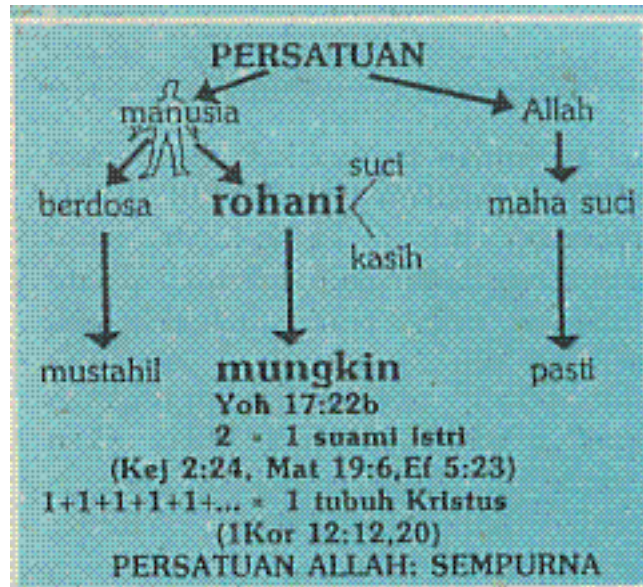 PERSATUAN
manusia
Allah
suci
berdosa rohani maha suci
kasih
mustahil mungkin pasti
Yoh 17:22b
2 = 1 suami istri
(Kej 2:24, Mat 19:6,Ef 5:23)
1+1+1+1+1+... = 1 tubuh Kristus
(1Kor 12:12,20)
PERSATUAN ALLAH: SEMPURNA